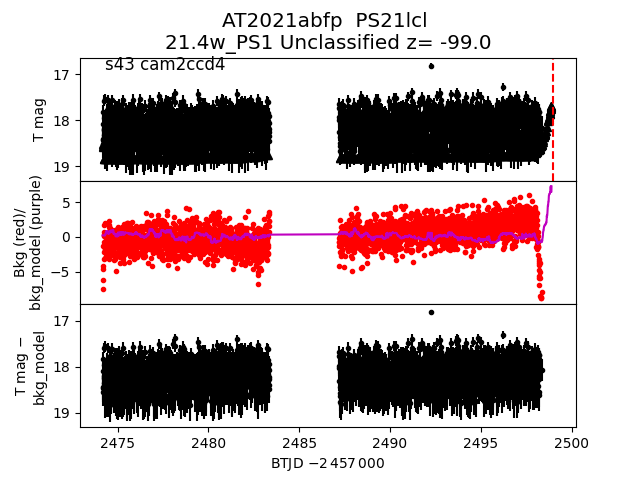 AT2021abfp  PS21lcl
21.4w_PS1 Unclassified z= -99.0
s43 cam2ccd4
17
18
19
T mag
5
0
−5
Bkg (red)/
bkg_model (purple)
17
18
19
T mag −
bkg_model
2475
2480
2485
2490
2495
2500
BTJD −2 457 000